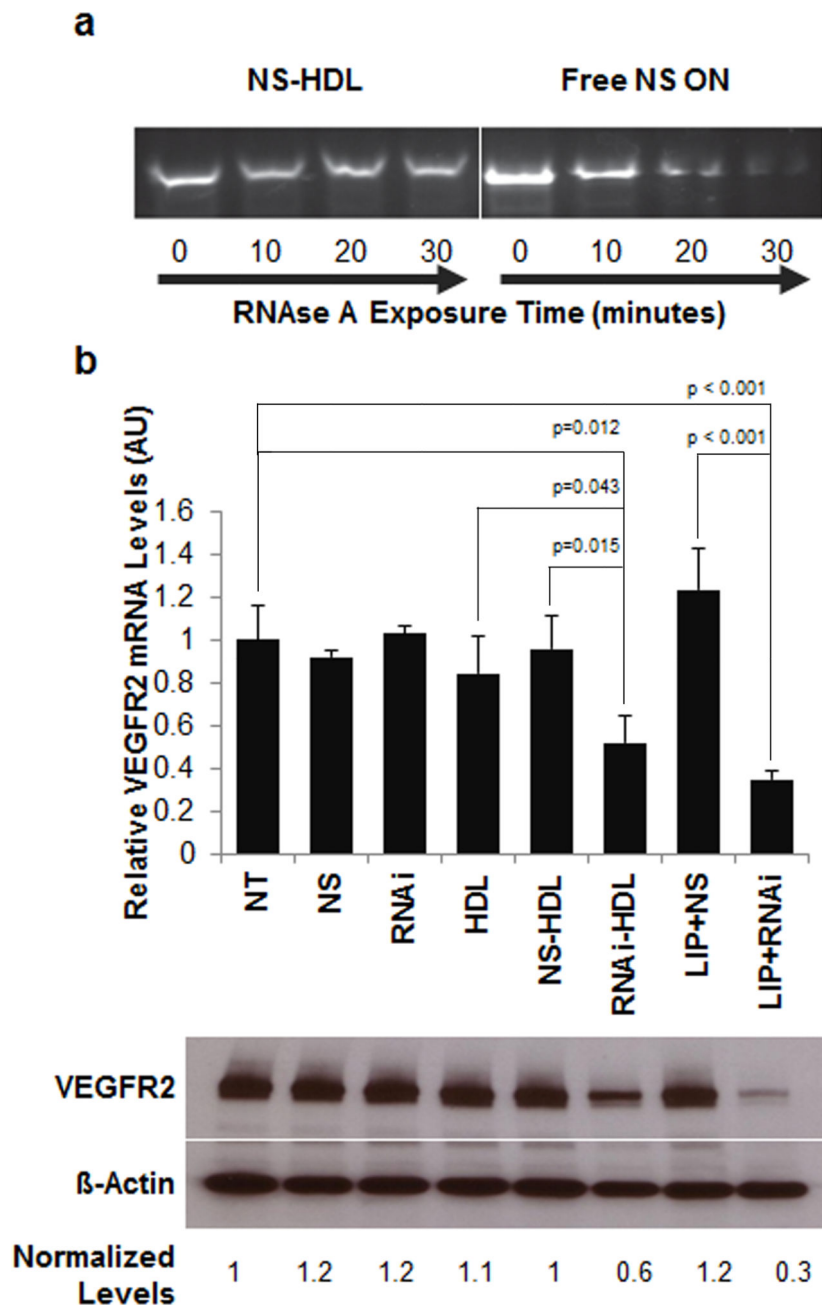 a
NS-HDL Free NS ON
0 10 20 30 0 10 20 30
RNAse A Exposure Time (minutes)
b
p < 0.001
p=0.012 p < 0.001
p=0.043
p=0.015
Relative VEGFR2 mRNA Levels (AU)
1.6
1.4
1.2
1
0.8
0.6
0.4
0.2
0
NT NS RNAi HDL NS-HDL RNAi-HDL LIP+NS LIP+RNAi
VEGFR2
ß-Actin
Normalized
Levels
1 1.2 1.2 1.1 1 0.6 1.2 0.3